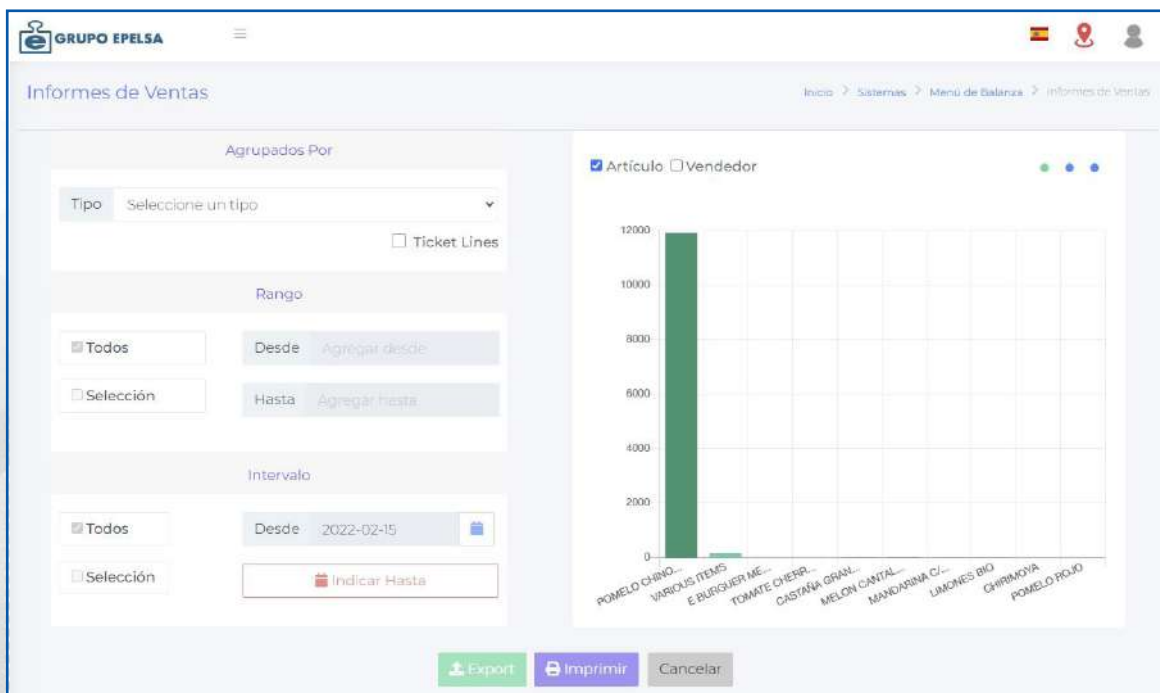 GRUPO EPELSA
Informes de Ventas
Inicio > Sistemas > Menú de Balanza > Informes de Ventas
Agrupados Por
Tipo Seleccione un tipo
Ticket Lines
Rango
Todos Desde Agregar desde
Selección Hasta Agregar hasta
Intervalo
Todos Desde 2022-02-15
Selección Indicar Hasta
Artículo Vendedor
12000
10000
8000
6000
4000
2000
0
POMELO CHINO...
VARIOUS ITEMS
E BURGUER ME...
TOMATE CHERR...
CASTAÑA GRAN...
MELON CANTAL...
MANDARINA C/...
LIMONES BIO
CHIRIMOYA
POMELO ROJO
Export Imprimir Cancelar